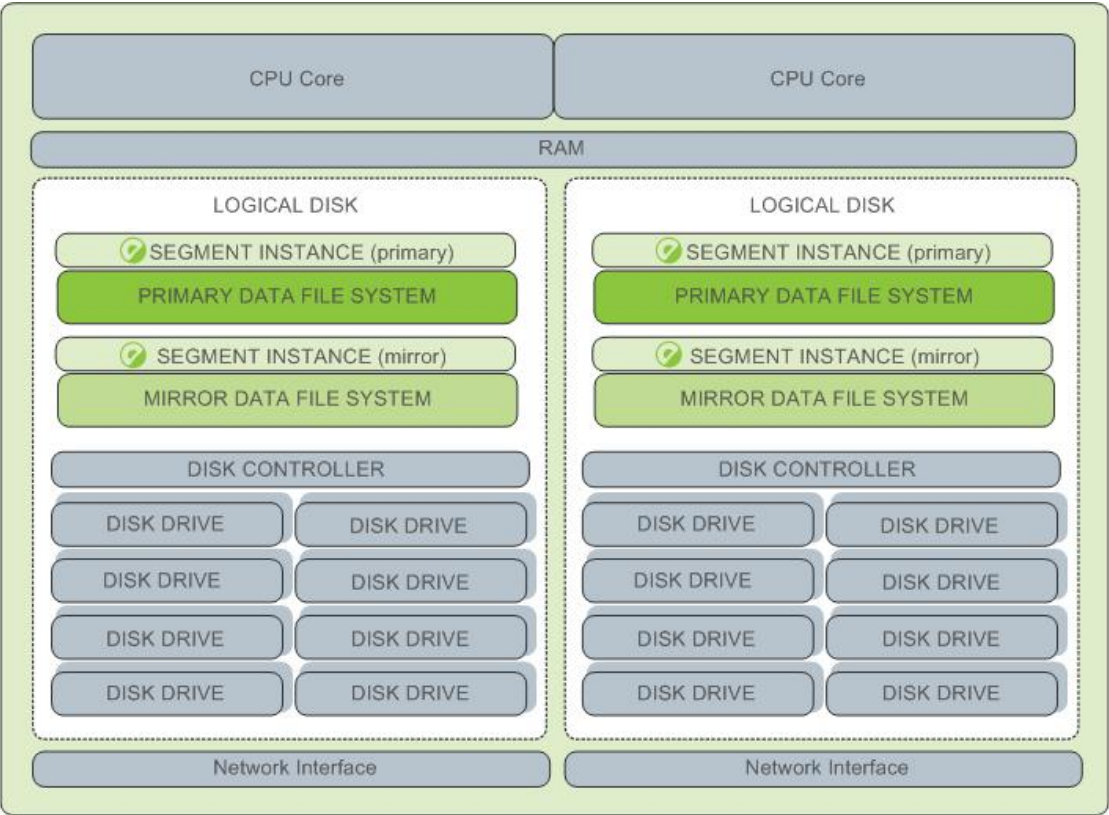 CPU Core
CPU Core
RAM
LOGICAL DISK
SEGMENT INSTANCE (primary)
PRIMARY DATA FILE SYSTEM
SEGMENT INSTANCE (mirror)
MIRROR DATA FILE SYSTEM
DISK CONTROLLER
DISK DRIVE
DISK DRIVE
DISK DRIVE
DISK DRIVE
DISK DRIVE
DISK DRIVE
DISK DRIVE
DISK DRIVE
LOGICAL DISK
SEGMENT INSTANCE (primary)
PRIMARY DATA FILE SYSTEM
SEGMENT INSTANCE (mirror)
MIRROR DATA FILE SYSTEM
DISK CONTROLLER
DISK DRIVE
DISK DRIVE
DISK DRIVE
DISK DRIVE
DISK DRIVE
DISK DRIVE
DISK DRIVE
DISK DRIVE
Network Interface
Network Interface